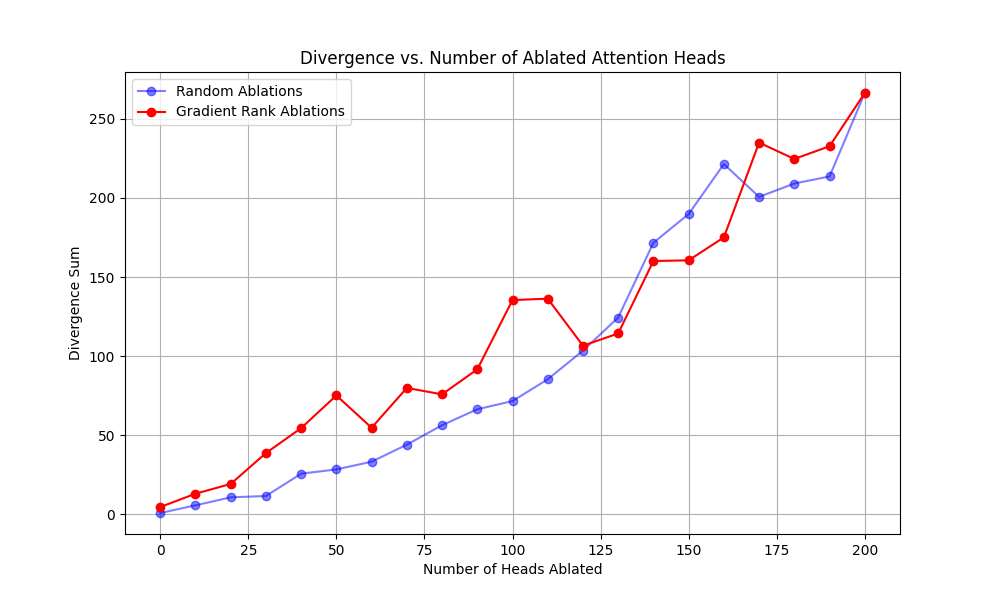 Divergence vs. Number of Ablated Attention Heads
Random Ablations
Gradient Rank Ablations
250
200
150
100
50
0
Divergence Sum
0 25 50 75 100 125 150 175 200
Number of Heads Ablated